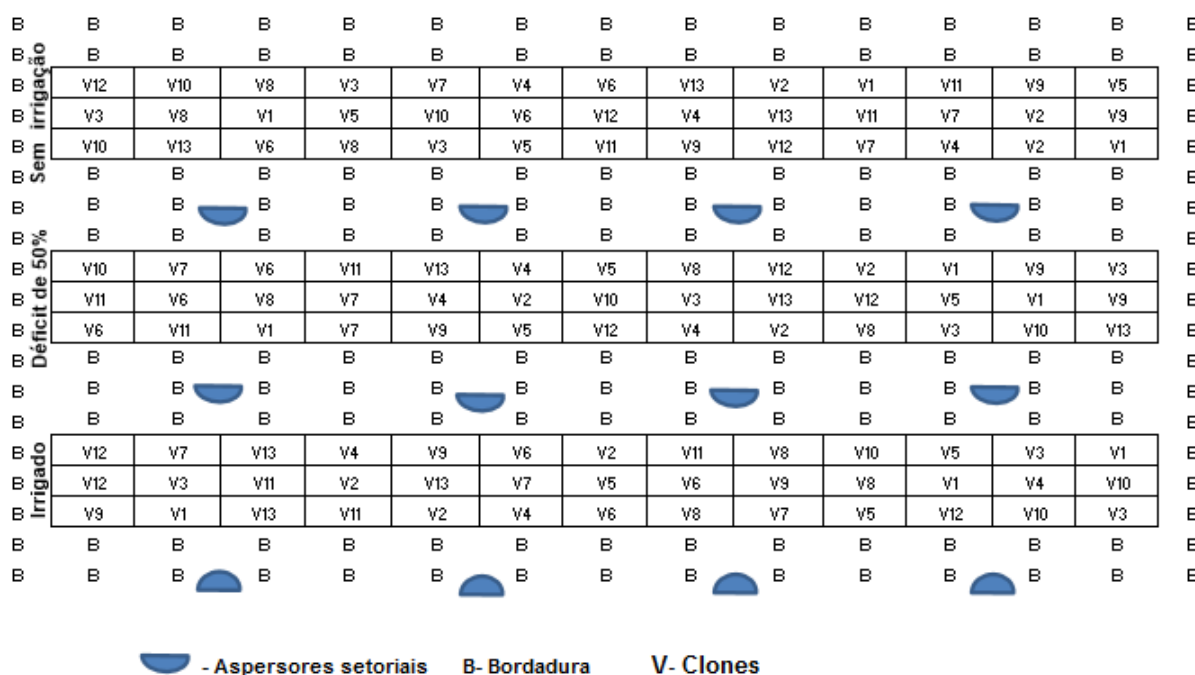 B B B B B B B B B B B B B B
B B B B B B B B B B B B B B
Sem irrigação
B V12 V10 V8 V3 V7 V4 V6 V13 V2 V1 V11 V9 V5
B V3 V8 V1 V5 V10 V6 V12 V4 V13 V11 V7 V2 V9
B V10 V13 V6 V8 V3 V5 V11 V9 V12 V7 V4 V2 V1
B B B B B B B B B B B B B B
B B B B B B B B B B B B B B
B B B B B B B B B B B B B B
Déficit de 50%
B V10 V7 V6 V11 V13 V4 V5 V8 V12 V2 V1 V9 V3
B V11 V6 V8 V7 V4 V2 V10 V3 V13 V12 V5 V1 V9
B V6 V11 V1 V7 V9 V5 V12 V4 V2 V8 V3 V10 V13
B B B B B B B B B B B B B B
B B B B B B B B B B B B B B
B B B B B B B B B B B B B B
Irrigado
B V12 V7 V13 V4 V9 V6 V2 V11 V8 V10 V5 V3 V1
B V12 V3 V11 V2 V13 V7 V5 V6 V9 V8 V1 V4 V10
B V9 V1 V13 V11 V2 V4 V6 V8 V7 V5 V12 V10 V3
B B B B B B B B B B B B B B
B B B B B B B B B B B B B B
- Aspersores setoriais B- Bordadura V- Clones